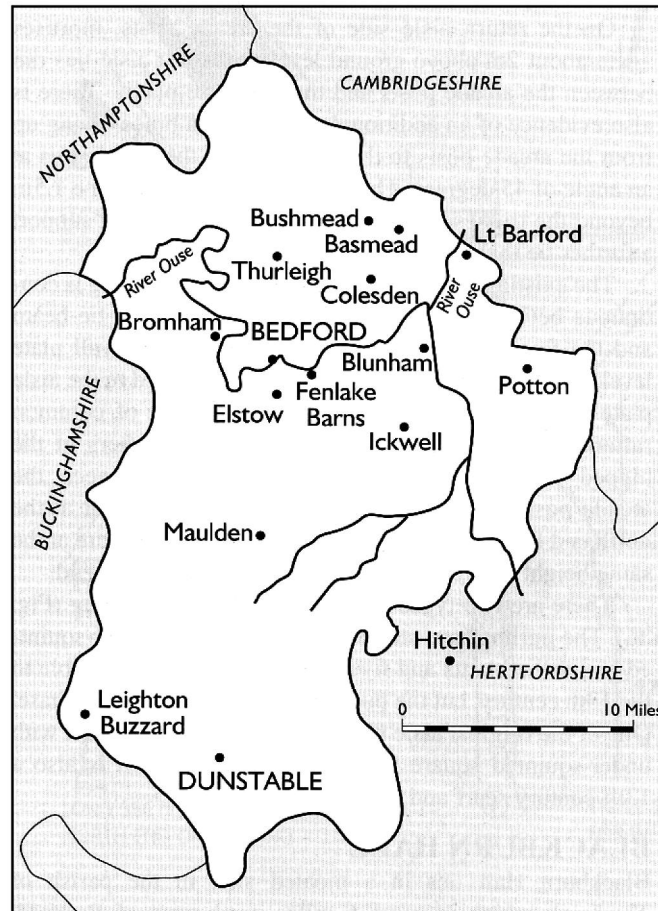 NORTHAMPTONSHIRE
CAMBRIDGESHIRE
Bushmead
Basmead
Lt Barford
Thurleigh
River Ouse
Colesden
River
Ouse
Bromham
BEDFORD
Blunham
Potton
Elstow
Fenlake
Barns
Ickwell
BUCKINGHAMSHIRE
Maulden
Hitchin
HERTFORDSHIRE
0 10 Miles
Leighton
Buzzard
DUNSTABLE